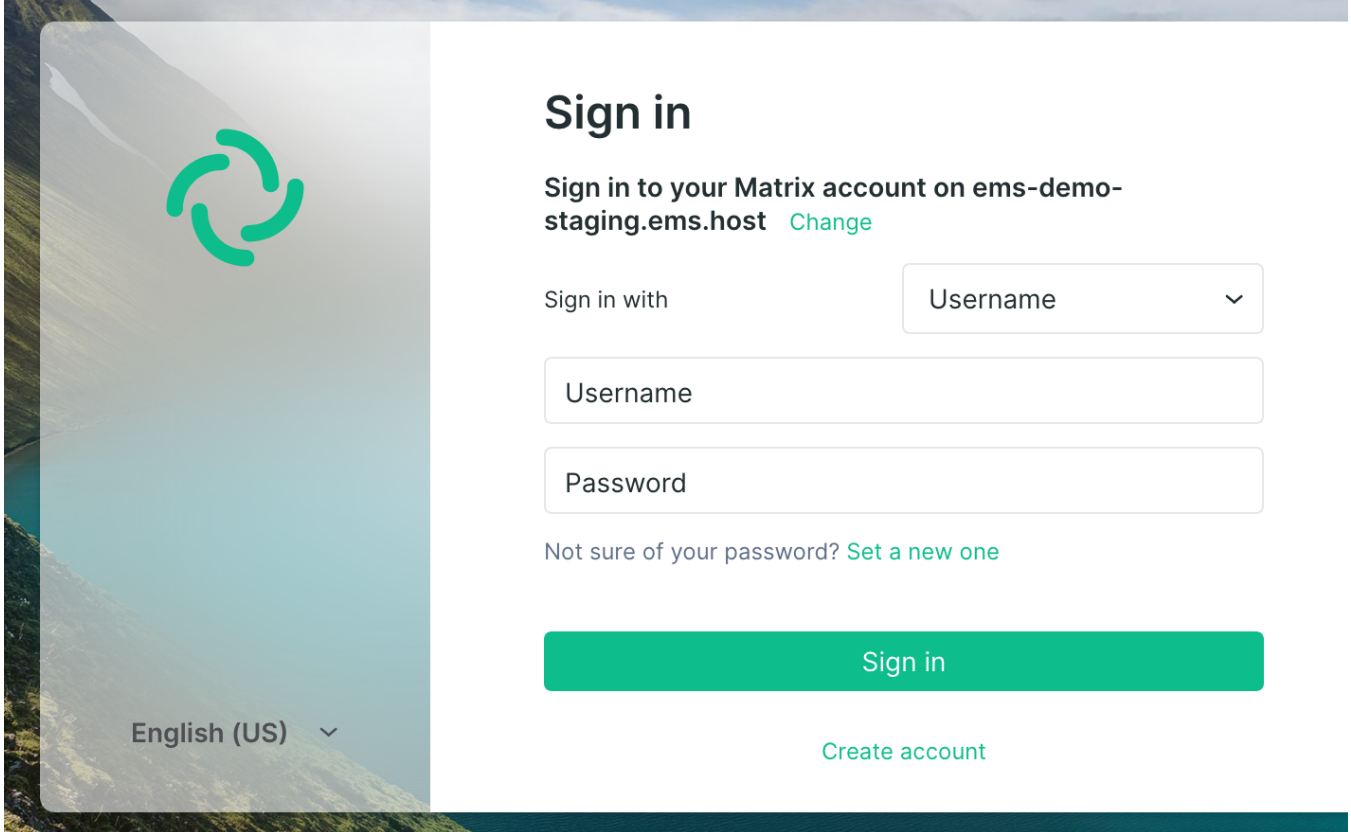 Sign in
Sign in to your Matrix account on ems-demo-
staging.ems.host Change
Sign in with
Username
Username
Password
Not sure of your password? Set a new one
Sign in
English (US)
Create account